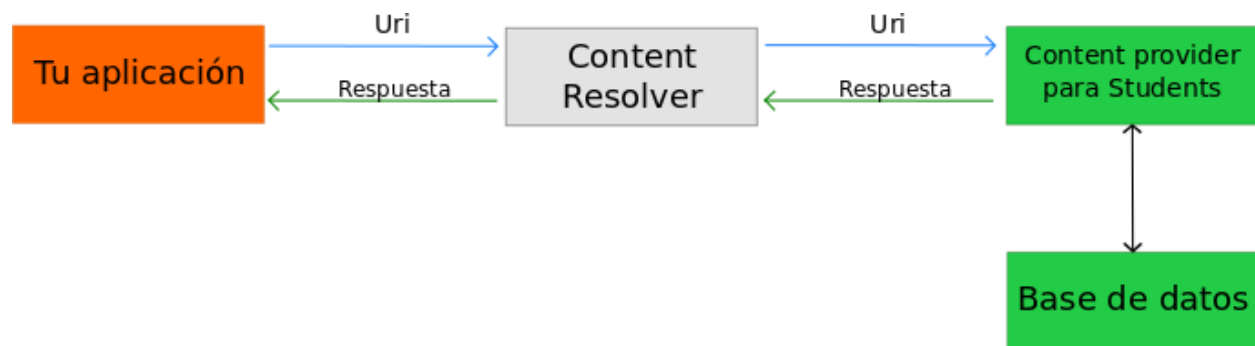 Uri
Uri
Tu aplicación
Content
Resolver
Content provider
para Students
Respuesta
Respuesta
Base de datos